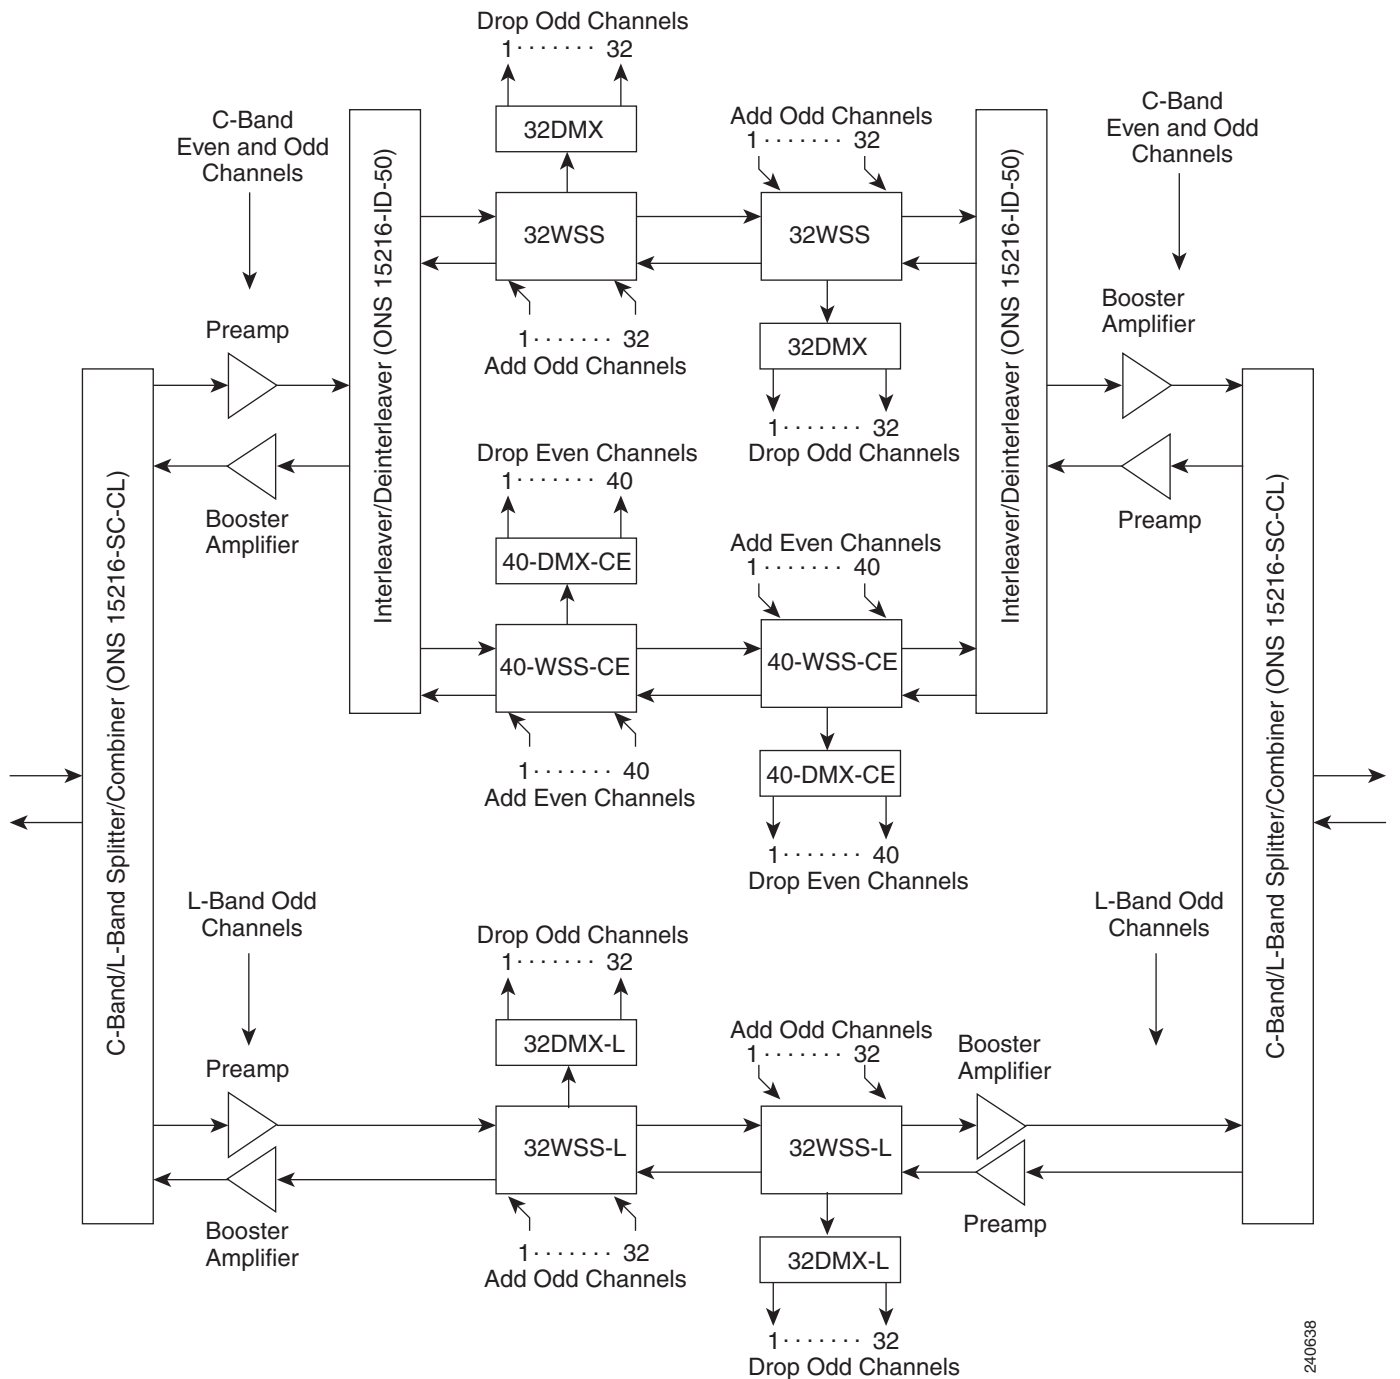 Drop Odd Channels
1 . . . . . . . 32
32DMX
C-Band
Even and Odd
Channels
Add Odd Channels
1 . . . . . . . 32
C-Band
Even and Odd
Channels
Interleaver/Deinterleaver (ONS 15216-ID-50)
32WSS
32WSS
Interleaver/Deinterleaver (ONS 15216-ID-50)
1 . . . . . . . 32
Add Odd Channels
32DMX
1 . . . . . . . 32
Drop Odd Channels
Preamp
Booster
Amplifier
Booster
Amplifier
Preamp
C-Band/L-Band Splitter/Combiner (ONS 15216-SC-CL)
C-Band/L-Band Splitter/Combiner (ONS 15216-SC-CL)
Drop Even Channels
1 . . . . . . . 40
40-DMX-CE
Add Even Channels
1 . . . . . . . 40
40-WSS-CE
40-WSS-CE
1 . . . . . . . 40
Add Even Channels
40-DMX-CE
1 . . . . . . . 40
Drop Even Channels
L-Band Odd
Channels
L-Band Odd
Channels
Drop Odd Channels
1 . . . . . . . 32
32DMX-L
Add Odd Channels
1 . . . . . . . 32
Preamp
Booster
Amplifier
32WSS-L
32WSS-L
Booster
Amplifier
Preamp
1 . . . . . . . 32
Add Odd Channels
32DMX-L
1 . . . . . . . 32
Drop Odd Channels
240638